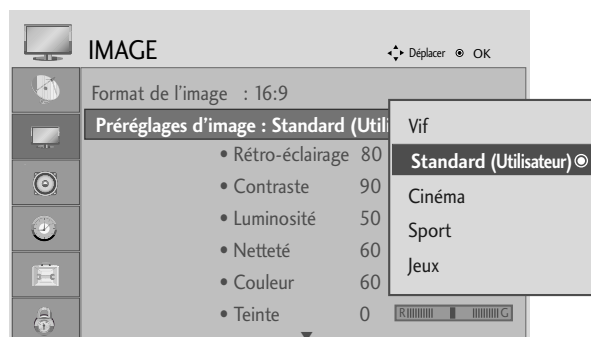 IMAGE
Déplacer OK
Format de l'image : 16:9
Préréglages d'image : Standard (Utili
• Rétro-éclairage 80
• Contraste 90
• Luminosité 50
• Netteté 60
• Couleur 60
• Teinte 0 R G
Vif
Standard (Utilisateur)
Cinéma
Sport
Jeux